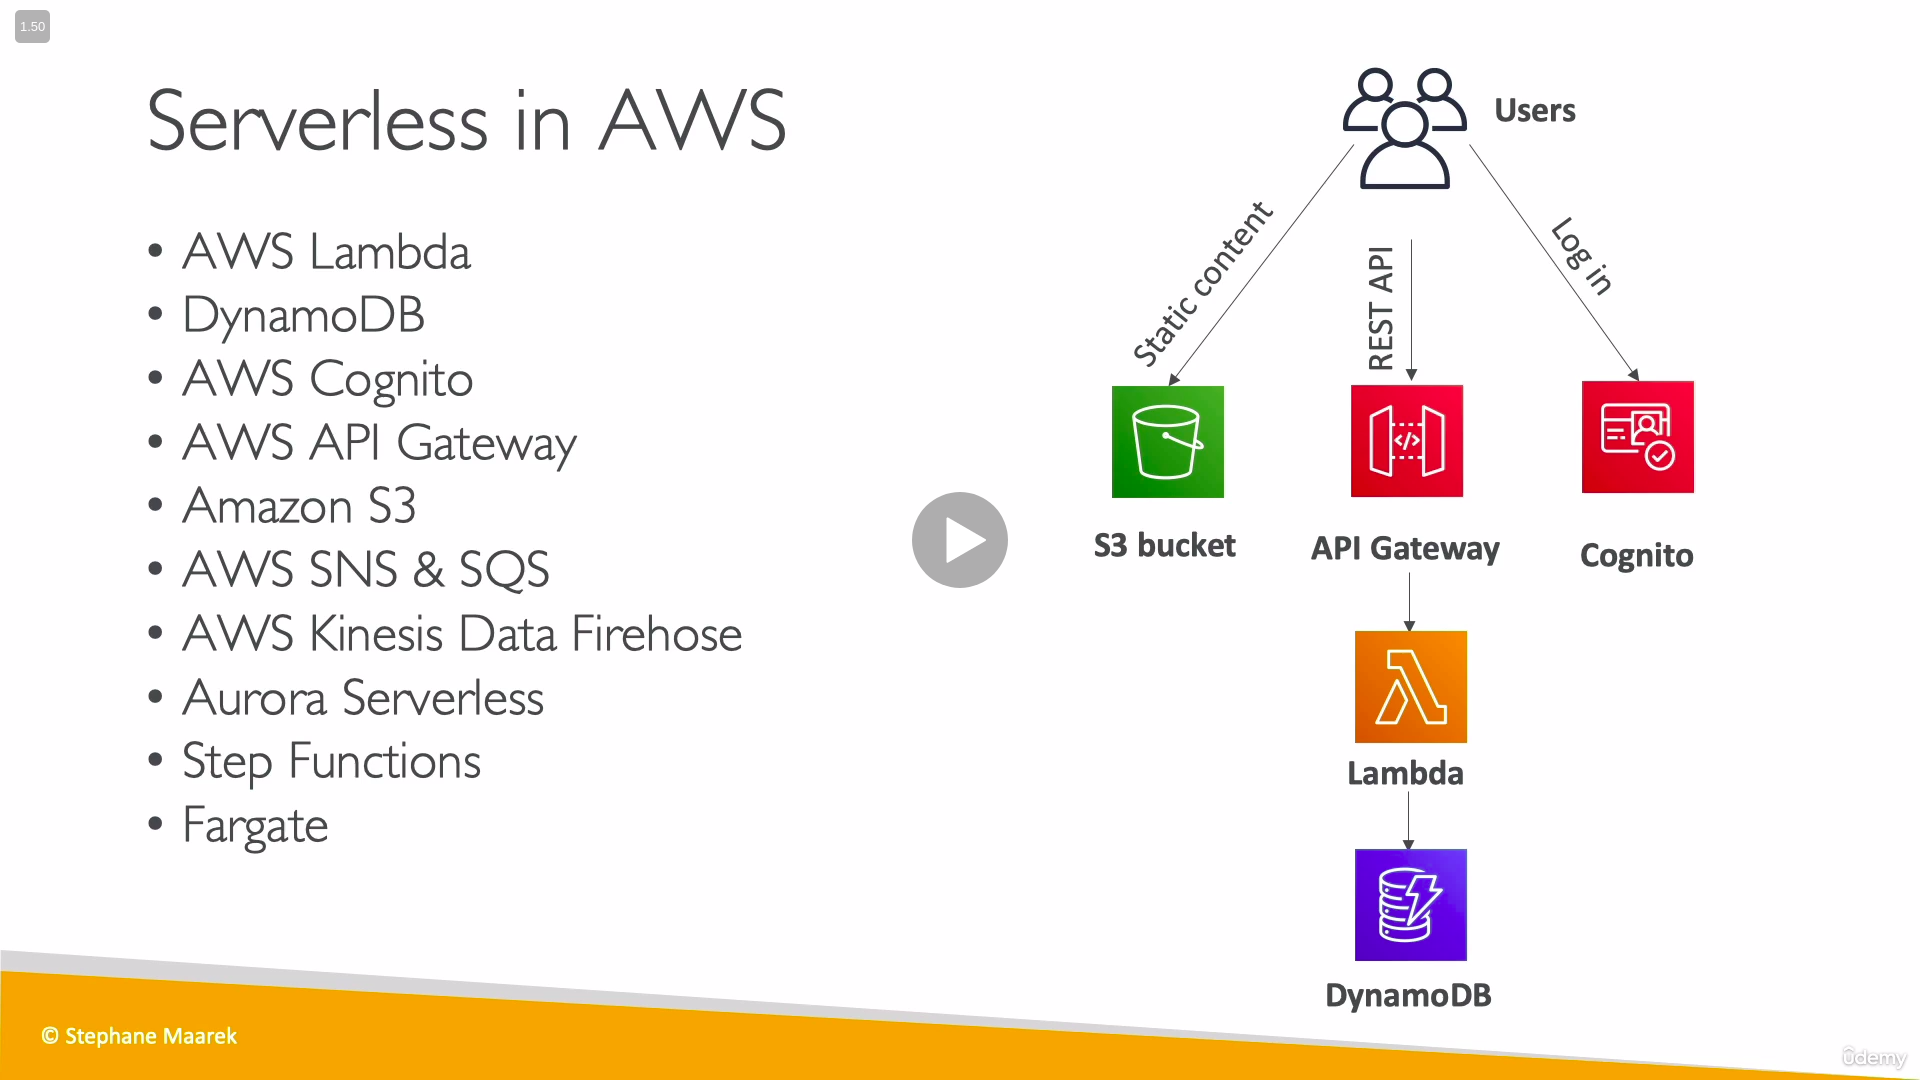 1.50
Serverless in AWS
• AWS Lambda
• DynamoDB
• AWS Cognito
• AWS API Gateway
• Amazon S3
• AWS SNS & SQS
• AWS Kinesis Data Firehose
• Aurora Serverless
• Step Functions
• Fargate
Users
Static content
REST API
Log in
S3 bucket
API Gateway
Cognito
Lambda
DynamoDB
© Stephane Maarek
ûdemy